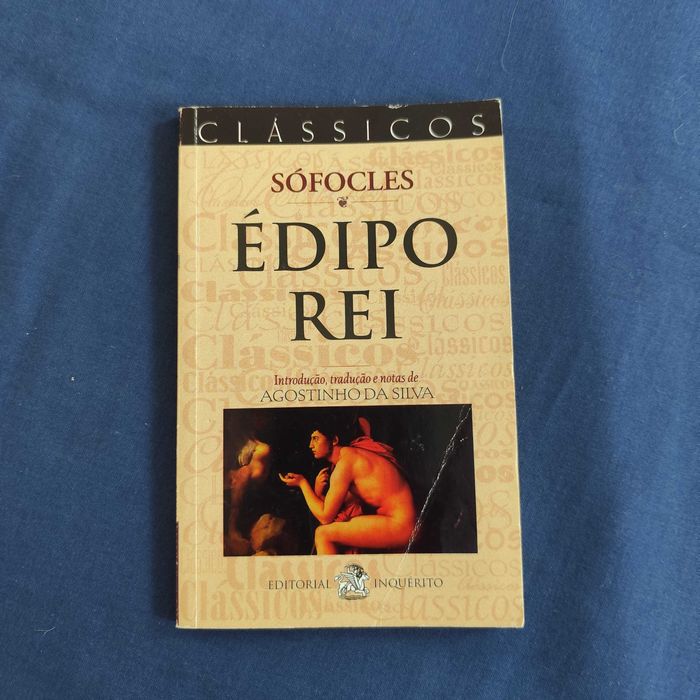 CLÁSSICOS
SÓFOCLES
ÉDIPO
REI
Introdução, tradução e notas de
AGOSTINHO DA SILVA
EDITORIAL INQUÉRITO